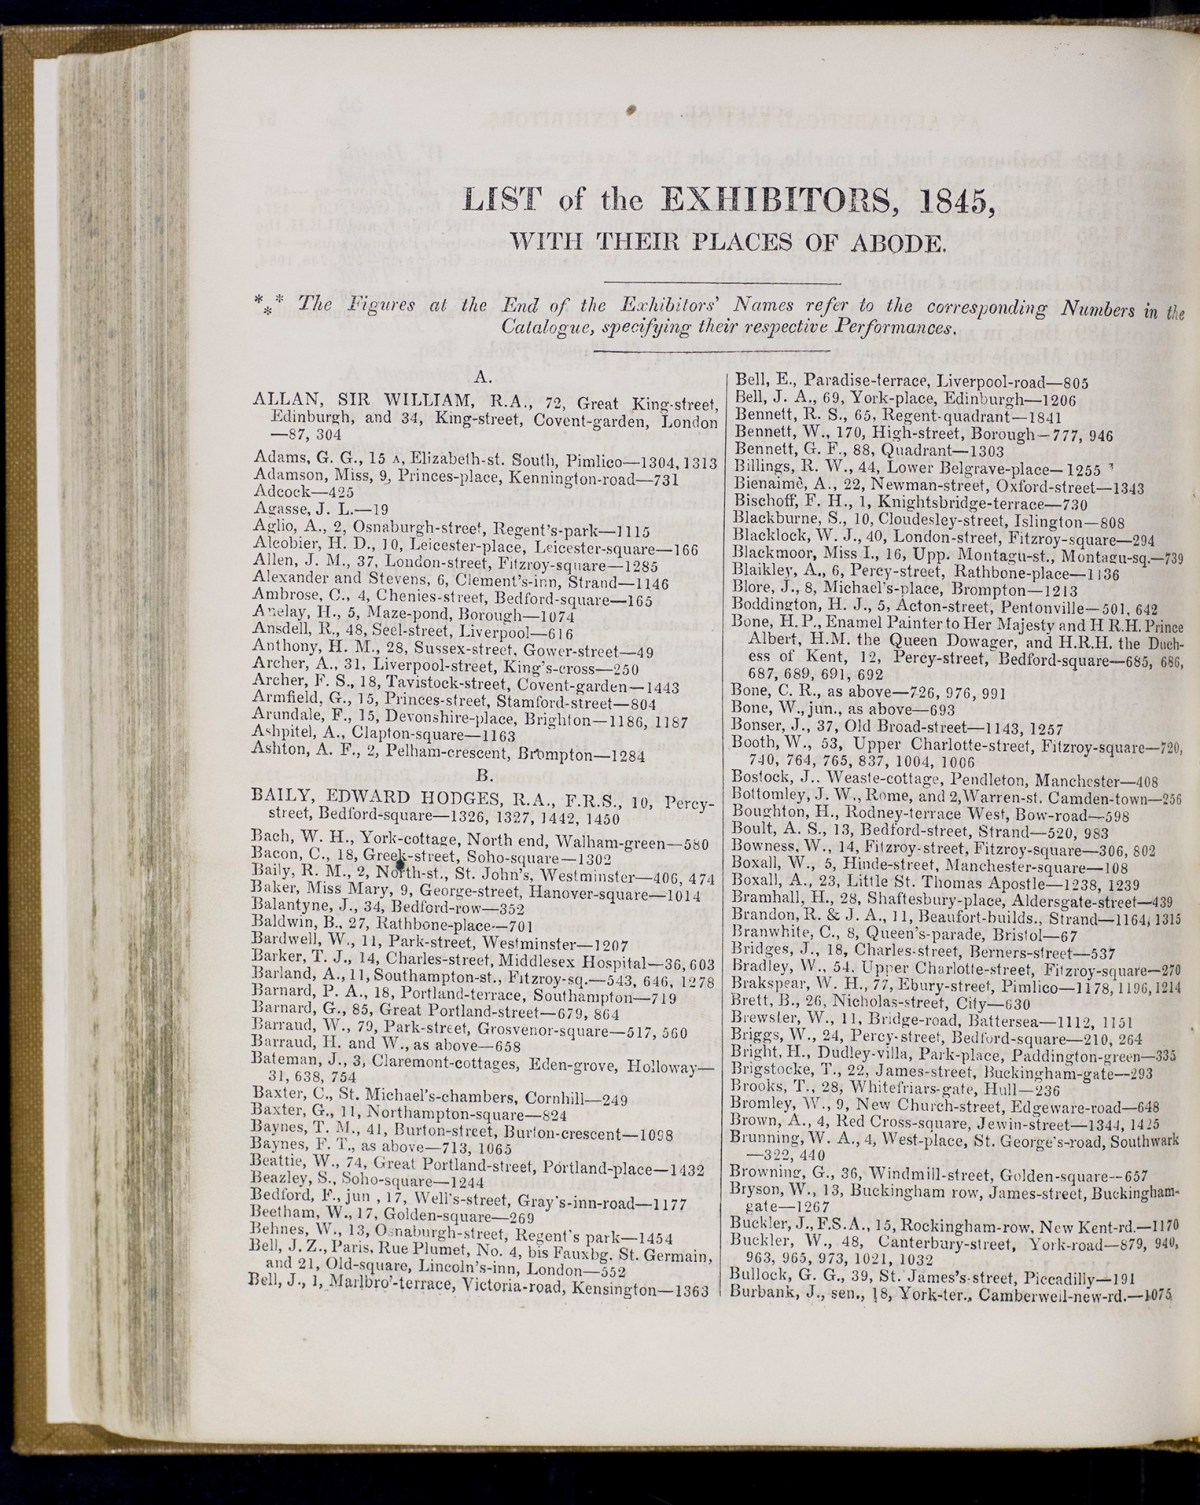 LIST of the EXHIBITORS, 1845,
WITH THEIR PLACES OF ABODE.
*** The Figures at the End of the Exhibitors' Names refer to the corresponding Numbers in the
Catalogue, specifying their respective Performances.
A.
ALLAN, SIR WILLIAM, R.A., 72, Great King-street,
Edinburgh, and 34, King-street, Covent-garden, London
—87, 304
Adams, G. G., 15 A, Elizabeth-st. South, Pimlico—1304, 1313
Adamson, Miss, 9, Princes-place, Kennington-road—731
Adcock—425
Agasse, J. L.—19
Aglio, A., 2, Osnaburgh-street, Regent's-park—1115
Alcobier, H. D., 10, Leicester-place, Leicester-square—166
Allen, J. M., 37, London-street, Fitzroy-square—1285
Alexander and Stevens, 6, Clement's-inn, Strand—1146
Ambrose, C., 4, Chenies-street, Bedford-square—165
Anelay, H., 5, Maze-pond, Borough—1074
Ansdell, R., 48, Seel-street, Liverpool—616
Anthony, H. M., 28, Sussex-street, Gower-street—49
Archer, A., 31, Liverpool-street, King's-cross—250
Archer, F. S., 18, Tavistock-street, Covent-garden—1443
Armfield, G., 15, Princes-street, Stamford-street—804
Arundale, F., 15, Devonshire-place, Brighton—1186, 1187
Ashpitel, A., Clapton-square—1163
Ashton, A. F., 2, Pelham-crescent, Brompton—1284
B.
BAILY, EDWARD HODGES, R.A., F.R.S., 10, Percy-
street, Bedford-square—1326, 1327, 1442, 1450
Bach, W. H., York-cottage, North end, Walham-green—580
Bacon, C., 18, Greek-street, Soho-square—1302
Baily, R. M., 2, North-st., St. John's, Westminster—406, 474
Baker, Miss Mary, 9, George-street, Hanover-square—1014
Balantyne, J., 34, Bedford-row—352
Baldwin, B., 27, Rathbone-place—701
Bardwell, W., 11, Park-street, Westminster—1207
Barker, T. J., 14, Charles-street, Middlesex Hospital—36, 603
Barland, A., 11, Southampton-st., Fitzroy-sq.—543, 646, 1278
Barnard, P. A., 18, Portland-terrace, Southampton—719
Barnard, G., 85, Great Portland-street—679, 864
Barraud, W., 79, Park-street, Grosvenor-square—517, 560
Barraud, H. and W., as above—658
Bateman, J., 3, Claremont-cottages, Eden-grove, Holloway—
31, 638, 754
Baxter, C., St. Michael's-chambers, Cornhill—249
Baxter, G., 11, Northampton-square—824
Baynes, T. M., 41, Burton-street, Burton-crescent—1098
Baynes, F. T., as above—713, 1065
Beattie, W., 74, Great Portland-street, Portland-place—1432
Beazley, S., Soho-square—1244
Bedford, F., jun , 17, Well's-street, Gray's-inn-road—1177
Beetham, W., 17, Golden-square—269
Behnes, W., 13, Osnaburgh-street, Regent's park—1454
Bell, J. Z., Paris, Rue Plumet, No. 4, bis Fauxbg. St. Germain,
and 21, Old-square, Lincoln's-inn, London—552
Bell, J., 1, Marlbro'-terrace, Victoria-road, Kensington—1363
Bell, E., Paradise-terrace, Liverpool-road—805
Bell, J. A., 69, York-place, Edinburgh—1206
Bennett, R. S., 65, Regent-quadrant—1841
Bennett, W., 170, High-street, Borough—777, 946
Bennett, G. F., 88, Quadrant—1303
Billings, R. W., 44, Lower Belgrave-place—1255
Bienaimê, A., 22, Newman-street, Oxford-street—1343
Bischoff, F. H., 1, Knightsbridge-terrace—730
Blackburne, S., 10, Cloudesley-street, Islington—808
Blacklock, W. J., 40, London-street, Fitzroy-square—294
Blackmoor, Miss I., 16, Upp. Montagu-st., Montagu-sq.—739
Blaikley, A., 6, Percy-street, Rathbone-place—1136
Blore, J., 8, Michael's-place, Brompton—1213
Boddington, H. J., 5, Acton-street, Pentonville—501, 642
Bone, H. P., Enamel Painter to Her Majesty and H R.H. Prince
Albert, H.M. the Queen Dowager, and H.R.H. the Duch-
ess of Kent, 12, Percy-street, Bedford-square—685, 686,
687, 689, 691, 692
Bone, C. R., as above—726, 976, 991
Bone, W., jun., as above—693
Bonser, J., 37, Old Broad-street—1143, 1257
Booth, W., 53, Upper Charlotte-street, Fitzroy-square—720,
740, 764, 765, 837, 1004, 1006
Bostock, J.. Weaste-cottage, Pendleton, Manchester—408
Bottomley, J. W., Rome, and 2, Warren-st. Camden-town—256
Boughton, H., Rodney-terrace West, Bow-road—598
Boult, A. S., 13, Bedford-street, Strand—520, 983
Bowness, W., 14, Fitzroy-street, Fitzroy-square—306, 802
Boxall, W., 5, Hinde-street, Manchester-square—108
Boxall, A., 23, Little St. Thomas Apostle—1238, 1239
Bramhall, H., 28, Shaftesbury-place, Aldersgate-street—439
Brandon, R. & J. A., 11, Beaufort-builds., Strand—1164, 1315
Branwhite, C., 8, Queen's-parade, Bristol—67
Bridges, J., 18, Charles-street, Berners-street—537
Bradley, W., 54, Upper Charlotte-street, Fitzroy-square—270
Brakspear, W. H., 77, Ebury-street, Pimlico—1178, 1196, 1214
Brett, B., 26, Nicholas-street, City—630
Brewster, W., 11, Bridge-road, Battersea—1112, 1151
Briggs, W., 24, Percy-street, Bedford-square—210, 264
Bright, H., Dudley-villa, Park-place, Paddington-green—335
Brigstocke, T., 22, James-street, Buckingham-gate—293
Brooks, T., 28, Whitefriars-gate, Hull—236
Bromley, W., 9, New Church-street, Edgeware-road—648
Brown, A., 4, Red Cross-square, Jewin-street—1344, 1425
Brunning, W. A., 4, West-place, St. George's-road, Southwark
—322, 440
Browning, G., 36, Windmill-street, Golden-square—657
Bryson, W., 13, Buckingham row, James-street, Buckingham-
gate—1267
Buckler, J., F.S.A., 15, Rockingham-row, New Kent-rd.—1170
Buckler, W., 48, Canterbury-street, York-road—879, 940,
963, 965, 973, 1021, 1032
Bullock, G. G., 39, St. James's-street, Piccadilly—191
Burbank, J., sen., 18, York-ter., Camberwell-new-rd.—1075